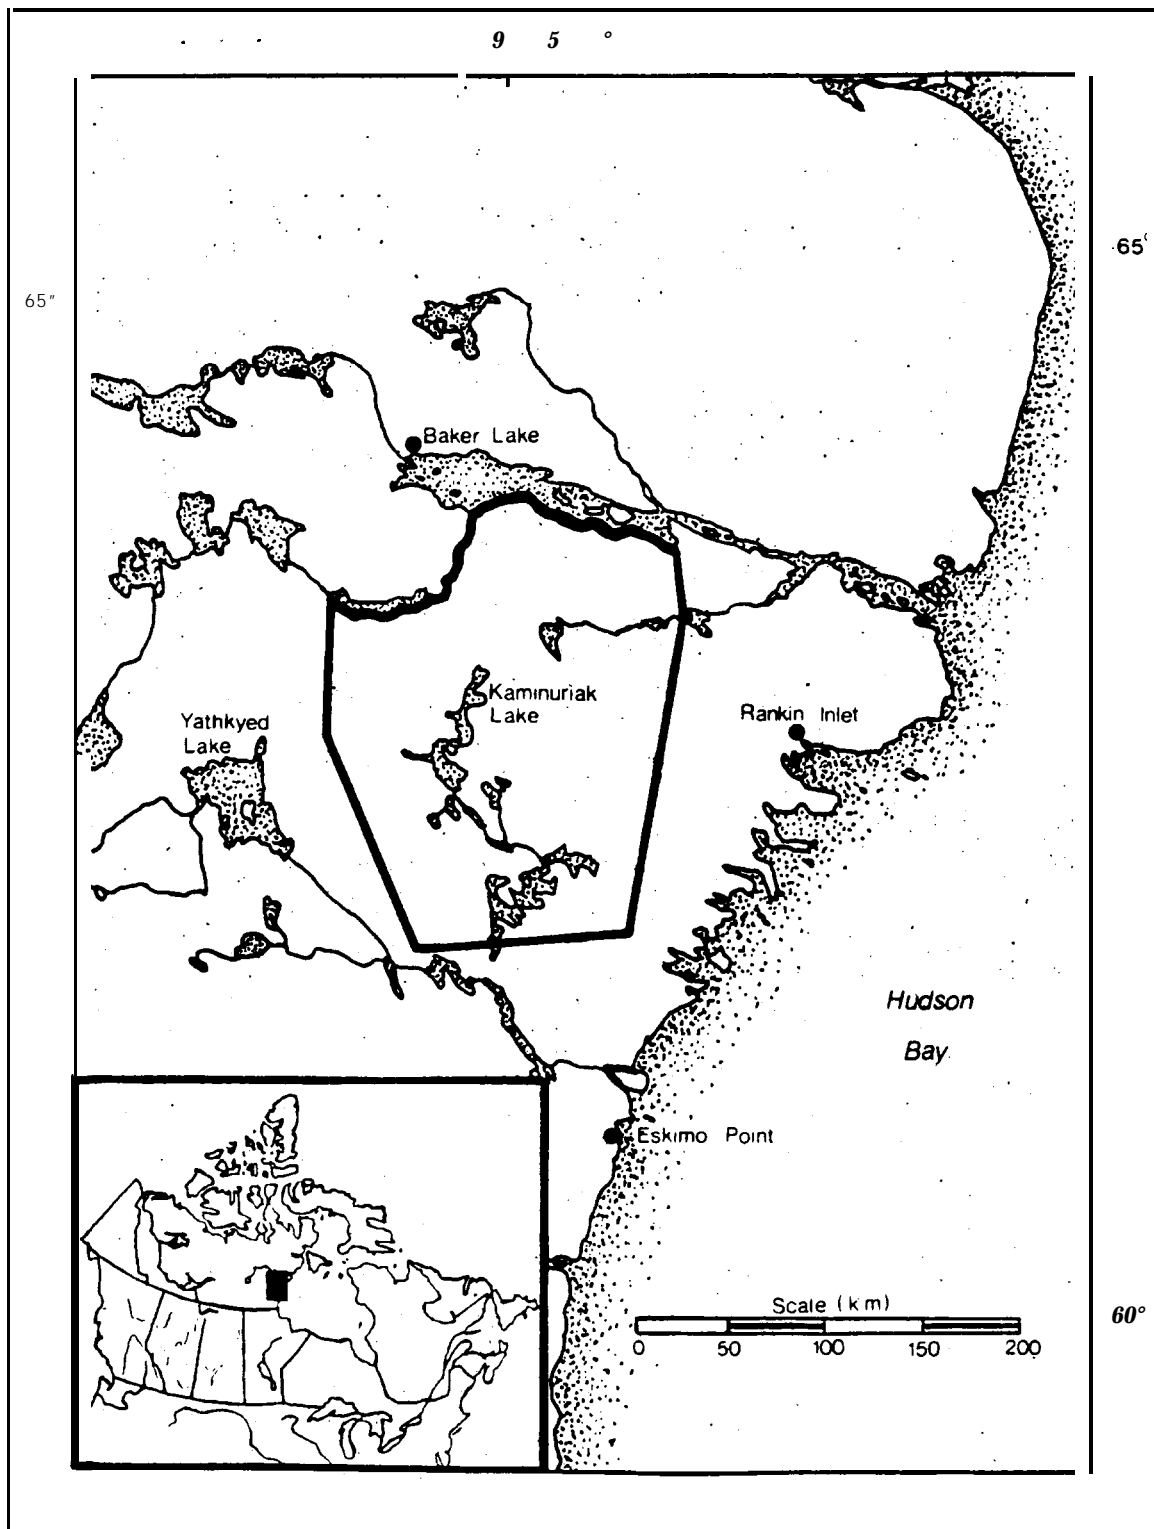 95°
65°
65"
Baker Lake
Kaminuriak
Lake
Rankin Inlet
Yathkyed
Lake
Hudson
Bay
Eskimo Point
Scale (km)
60°
0 50 100 150 200